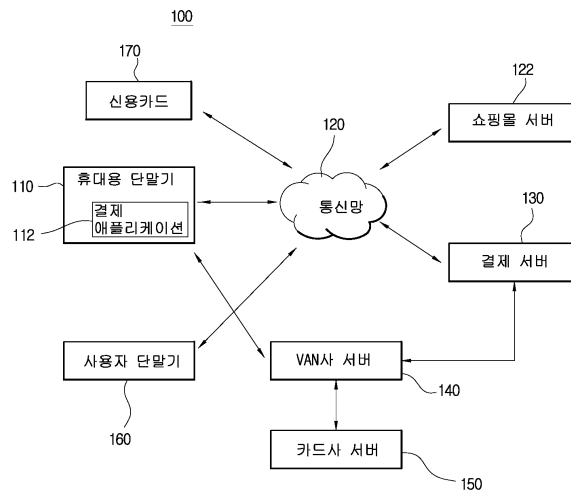 100
170
신용카드
122
쇼핑몰 서버
120
통신망
110
휴대용 단말기
112
결제
애플리케이션
130
결제 서버
사용자 단말기
160
VAN사 서버
140
카드사 서버
150